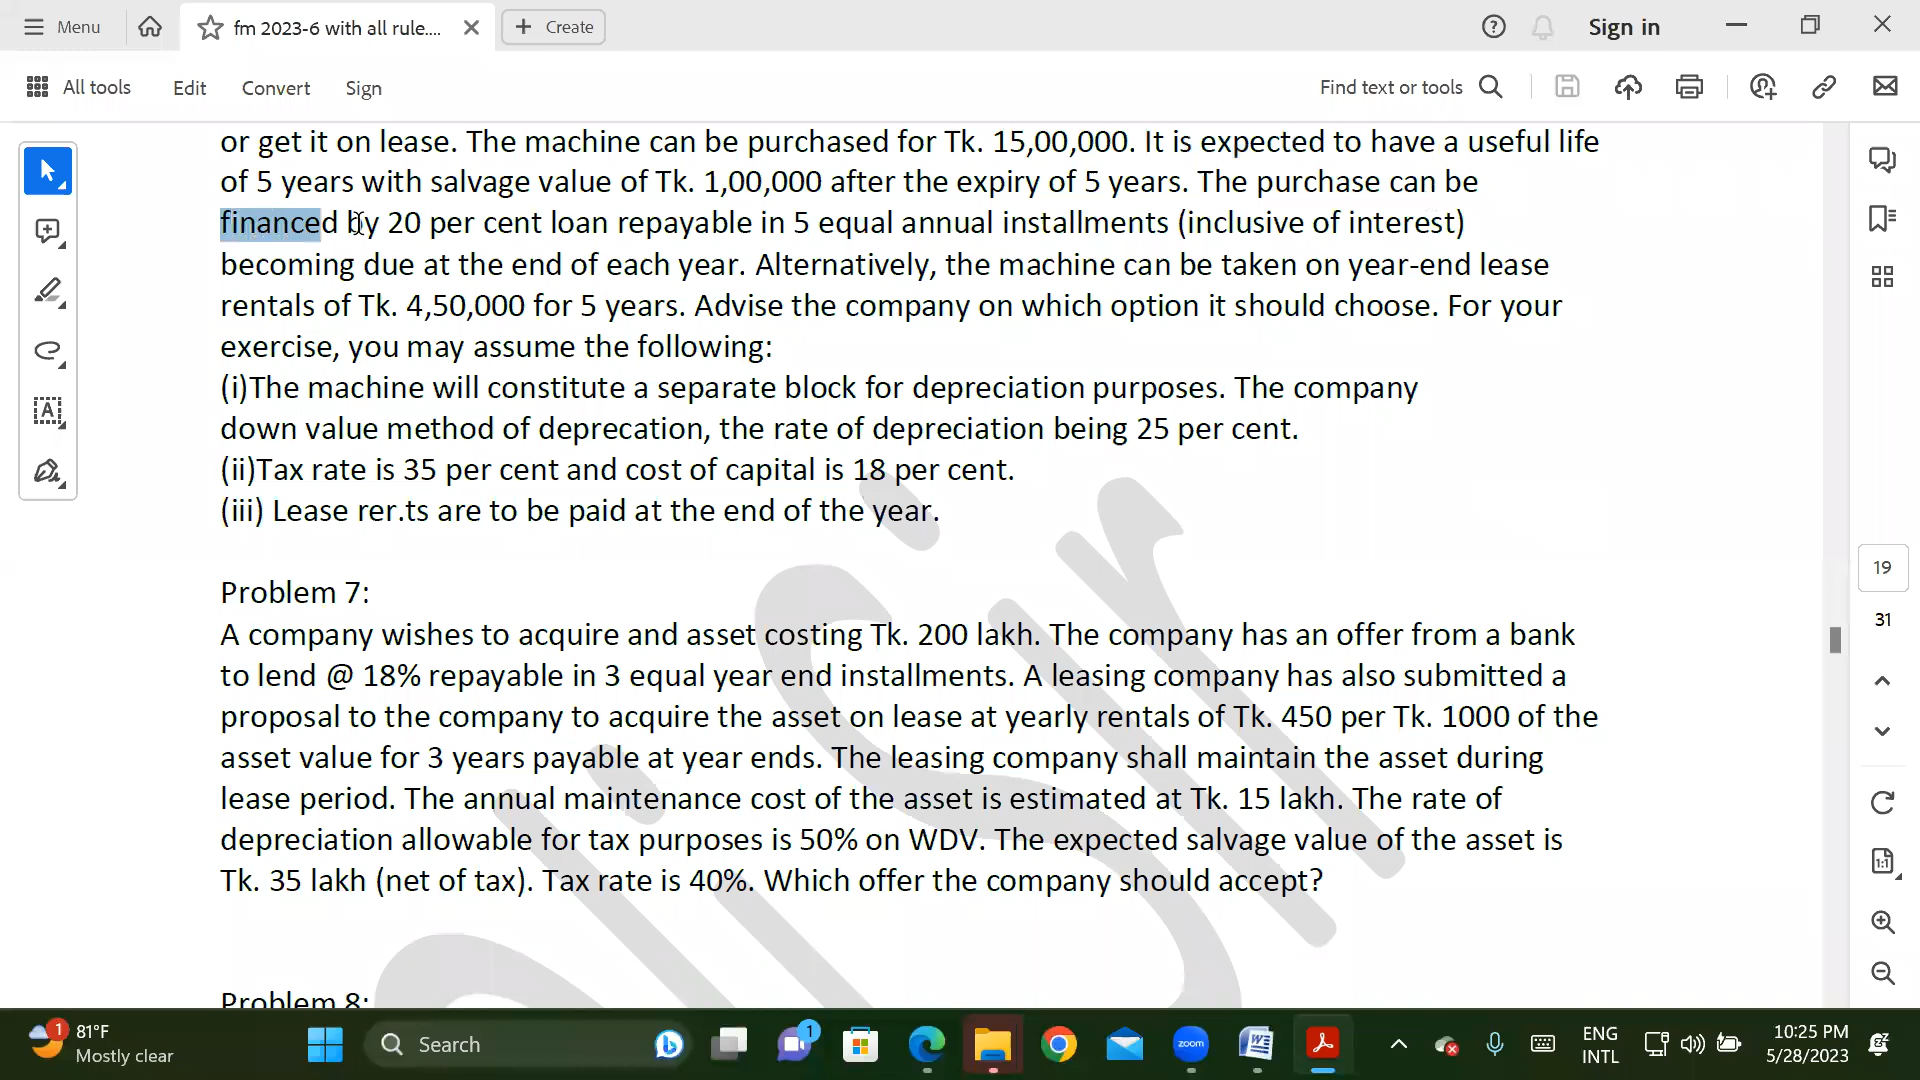 Menu
fm 2023-6 with all rule....
Create
Sign in
All tools
Edit
Convert
Sign
Find text or tools
or get it on lease. The machine can be purchased for Tk. 15,00,000. It is expected to have a useful life
of 5 years with salvage value of Tk. 1,00,000 after the expiry of 5 years. The purchase can be
financed by 20 per cent loan repayable in 5 equal annual installments (inclusive of interest)
becoming due at the end of each year. Alternatively, the machine can be taken on year-end lease
rentals of Tk. 4,50,000 for 5 years. Advise the company on which option it should choose. For your
exercise, you may assume the following:
(i)The machine will constitute a separate block for depreciation purposes. The company
down value method of deprecation, the rate of depreciation being 25 per cent.
(ii)Tax rate is 35 per cent and cost of capital is 18 per cent.
(iii) Lease rer.ts are to be paid at the end of the year.
Problem 7:
A company wishes to acquire and asset costing Tk. 200 lakh. The company has an offer from a bank
to lend @ 18% repayable in 3 equal year end installments. A leasing company has also submitted a
proposal to the company to acquire the asset on lease at yearly rentals of Tk. 450 per Tk. 1000 of the
asset value for 3 years payable at year ends. The leasing company shall maintain the asset during
lease period. The annual maintenance cost of the asset is estimated at Tk. 15 lakh. The rate of
depreciation allowable for tax purposes is 50% on WDV. The expected salvage value of the asset is
Tk. 35 lakh (net of tax). Tax rate is 40%. Which offer the company should accept?
Problem 8:
Sir
19
31
1:1
1
81°F
Mostly clear
Search
1
zoom
ENG
INTL
10:25 PM
5/28/2023